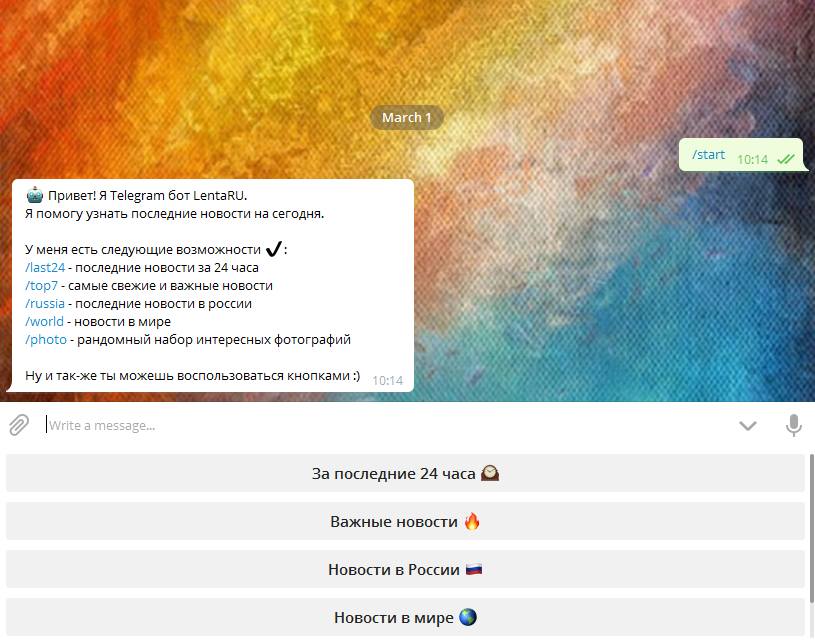 March 1
/start 10:14
🤖 Привет! Я Telegram бот LentaRU.
Я помогу узнать последние новости на сегодня.
У меня есть следующие возможности ✔:
/last24 - последние новости за 24 часа
/top7 - самые свежие и важные новости
/russia - последние новости в россии
/world - новости в мире
/photo - рандомный набор интересных фотографий
Ну и так-же ты можешь воспользоваться кнопками :) 10:14
Write a message...
За последние 24 часа 🕰
Важные новости 🔥
Новости в России 🇷🇺
Новости в мире 🌎